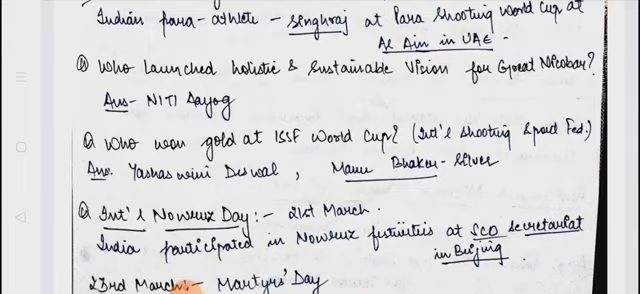 Indian para-athlete - Singhraj at Para Shooting World Cup at
Al Ain in UAE -
Q Who Launched holistic & Sustainable Vision for Great Nicobar?
Ans - NITI Aayog
Q Who won gold at ISSF World Cup? (Int'l Shooting Sport Fed.)
Ans. Yashaswini Deswal, Manu Bhaker - Silver
Q Int'l Nowruz Day :- 21st March.
India participated in Nowruz festivities at SCO Secretariat
in Beijing.
23rd March :- Martyrs' Day